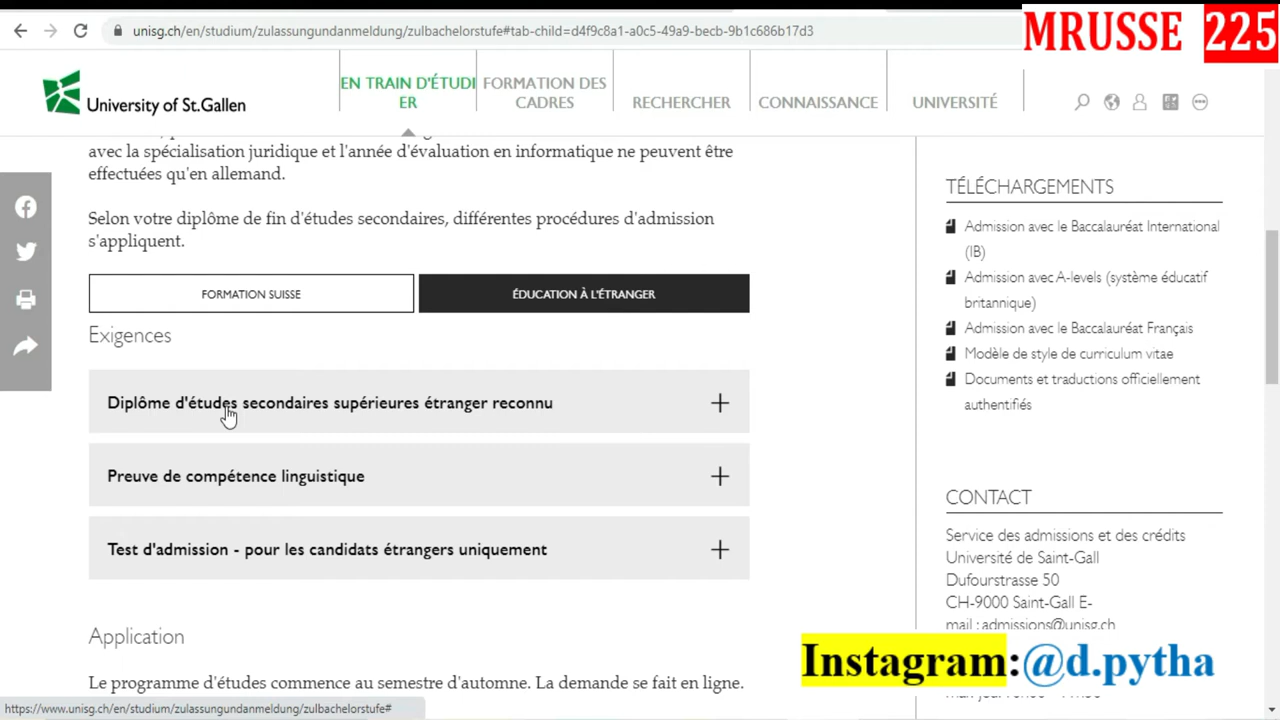 unisg.ch/en/studium/zulassungundanmeldung/zulbachelorstufe#tab-child=d4f9c8a1-a0c5-49a9-becb-9b1c686b17d3
MRUSSE 225
University of St.Gallen
EN TRAIN D'ÉTUDI
ER
FORMATION DES
CADRES
RECHERCHER
CONNAISSANCE
UNIVERSITÉ
avec la spécialisation juridique et l'année d'évaluation en informatique ne peuvent être
effectuées qu'en allemand.
Selon votre diplôme de fin d'études secondaires, différentes procédures d'admission
s'appliquent.
FORMATION SUISSE
ÉDUCATION À L'ÉTRANGER
Exigences
Diplôme d'études secondaires supérieures étranger reconnu
Preuve de compétence linguistique
Test d'admission - pour les candidats étrangers uniquement
Application
Le programme d'études commence au semestre d'automne. La demande se fait en ligne.
TÉLÉCHARGEMENTS
Admission avec le Baccalauréat International
(IB)
Admission avec A-levels (système éducatif
britannique)
Admission avec le Baccalauréat Français
Modèle de style de curriculum vitae
Documents et traductions officiellement
authentifiés
CONTACT
Service des admissions et des crédits
Université de Saint-Gall
Dufourstrasse 50
CH-9000 Saint-Gall E-
mail : admissions@unisg.ch
Instagram:@d.pytha
https://www.unisg.ch/en/studium/zulassungundanmeldung/zulbachelorstufe#